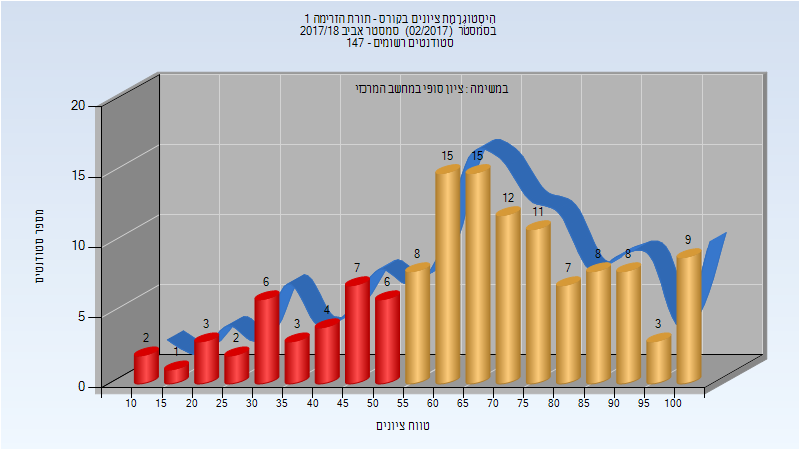 היסטוגרמת ציונים בקורס - תורת הזרימה 1
בסמסטר (02/2017) סמסטר אביב 2017/18
סטודנטים רשומים - 147
במשימה : ציון סופי במחשב המרכזי
מספר סטודנטים
20
15
10
5
0
2 1 3 2 6 3 4 7 6 8 15 15 12 11 7 8 8 3 9
10 15 20 25 30 35 40 45 50 55 60 65 70 75 80 85 90 95 100
טווח ציונים